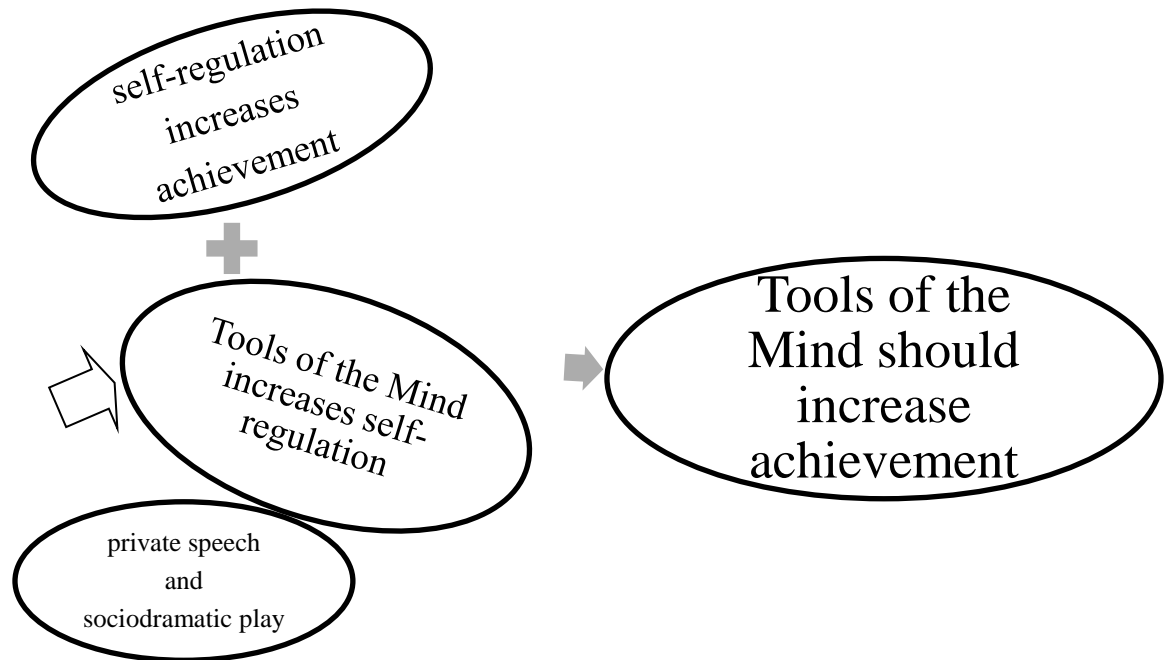 self-regulation
increases
achievement
Tools of the Mind
increases self-
regulation
private speech
and
sociodramatic play
Tools of the
Mind should
increase
achievement